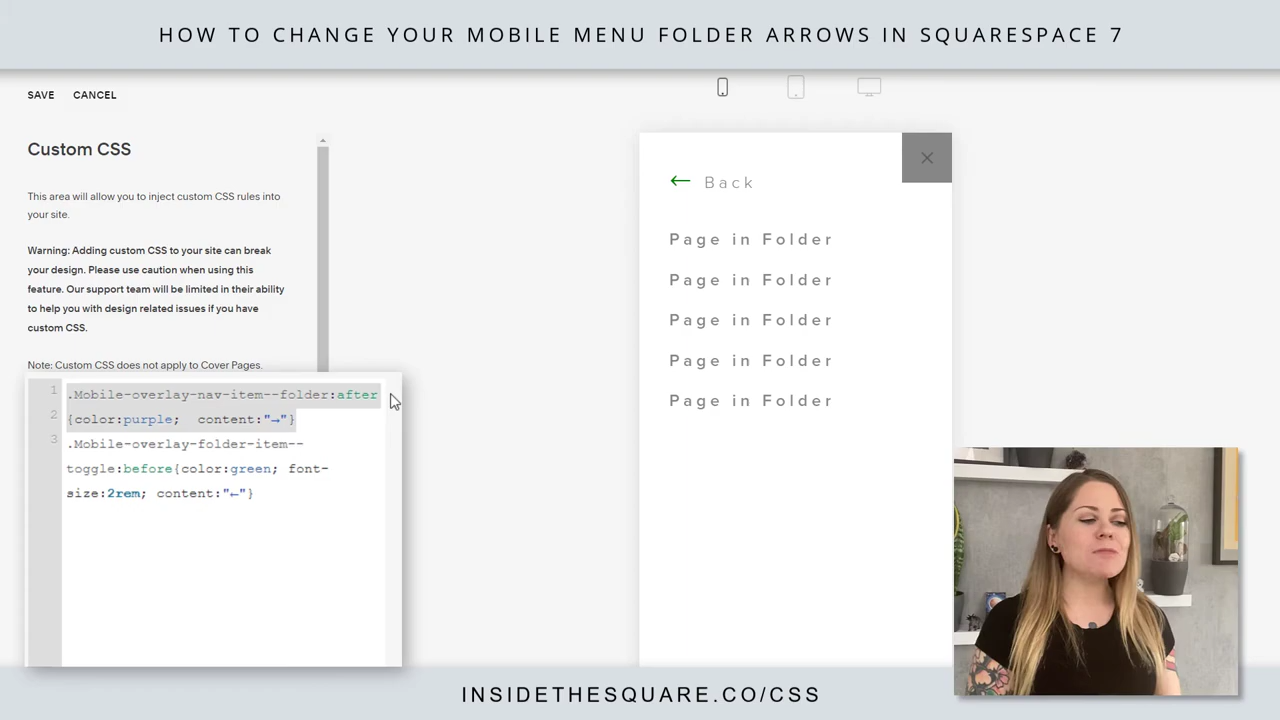 HOW TO CHANGE YOUR MOBILE MENU FOLDER ARROWS IN SQUARESPACE 7
SAVE CANCEL
Custom CSS
This area will allow you to inject custom CSS rules into
your site.
Warning: Adding custom CSS to your site can break
your design. Please use caution when using this
feature. Our support team will be limited in their ability
to help you with design related issues if you have
custom CSS.
Note: Custom CSS does not apply to Cover Pages.
1 .Mobile-overlay-nav-item--folder:after
2 {color:purple; content:"→"}
3 .Mobile-overlay-folder-item--
toggle:before{color:green; font-
size:2rem; content:"←"}
← Back
Page in Folder
Page in Folder
Page in Folder
Page in Folder
Page in Folder
INSIDETHESQUARE.CO/CSS